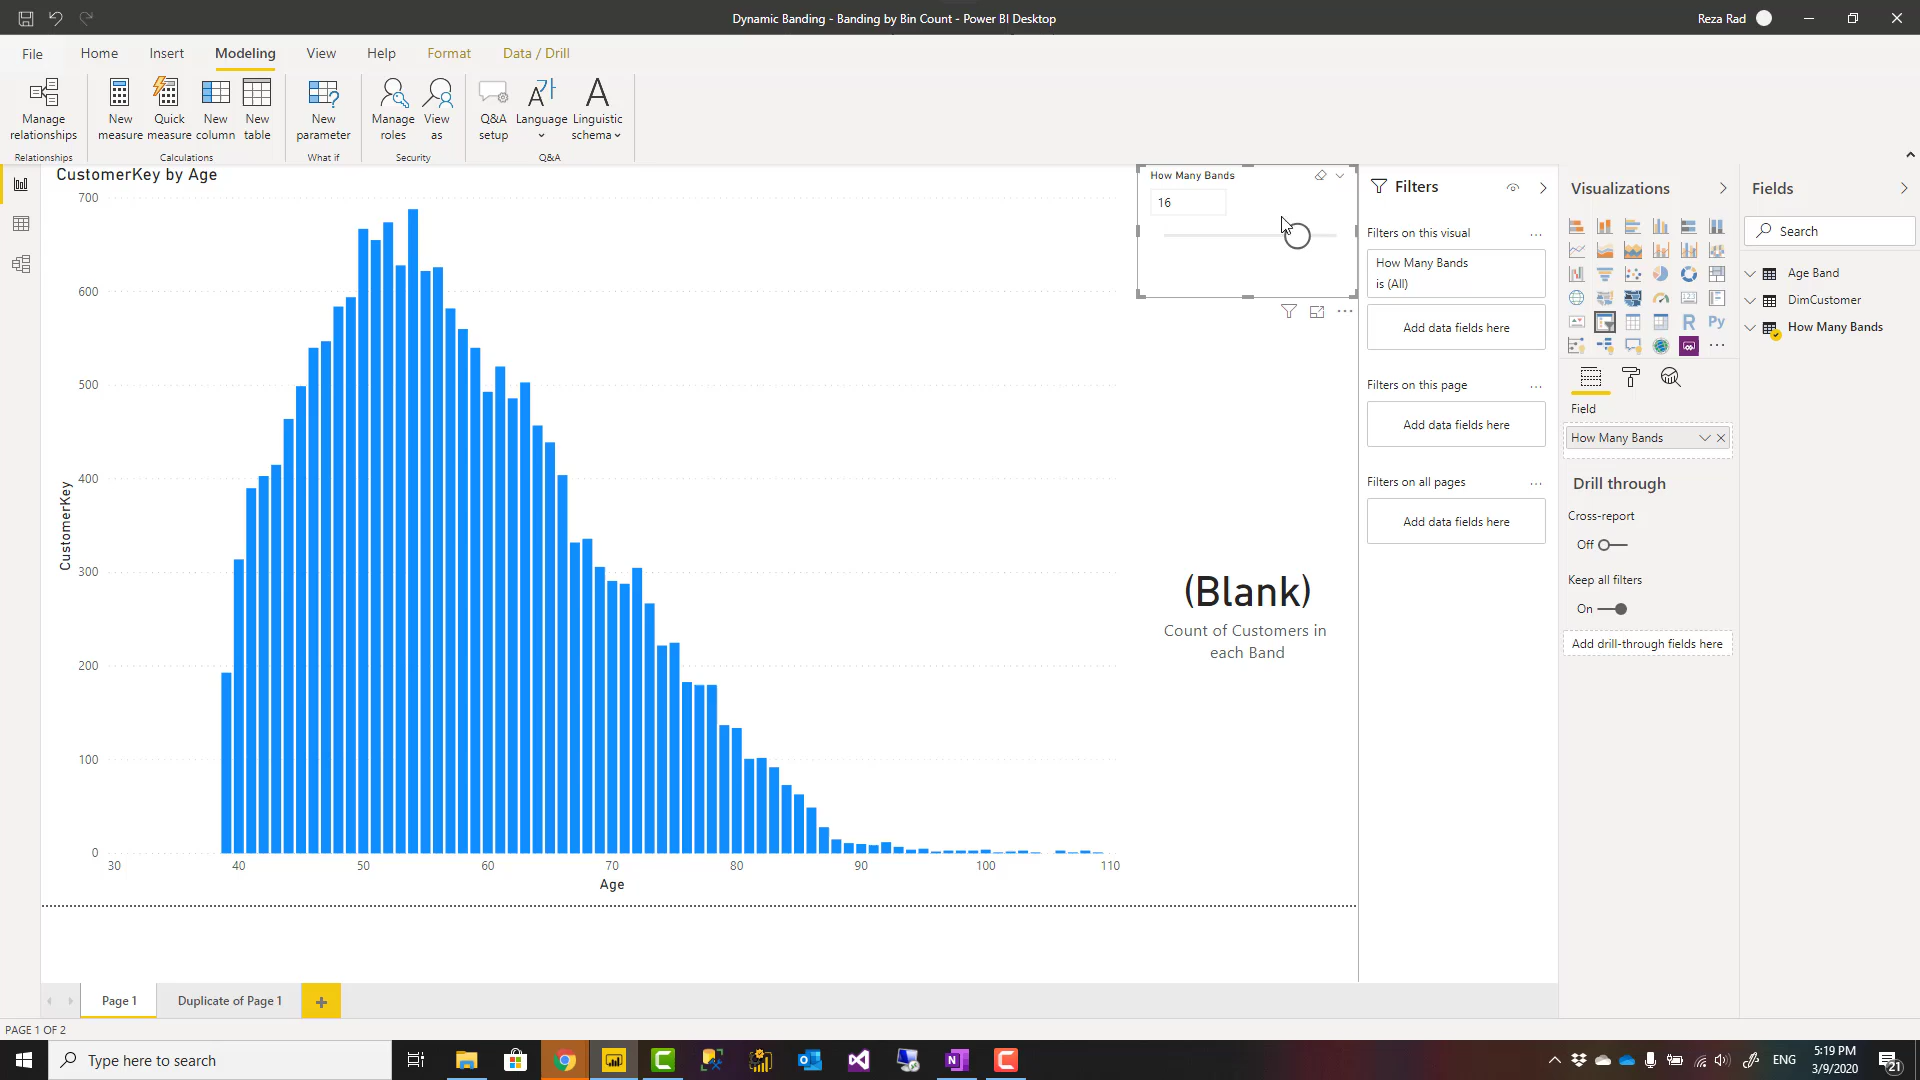 Dynamic Banding - Banding by Bin Count - Power BI Desktop
Reza Rad
File
Home
Insert
Modeling
View
Help
Format
Data / Drill
Manage
relationships
New
measure
Quick
measure
New
column
New
table
New
parameter
Manage
roles
View
as
Q&A
setup
Language
Linguistic
schema
Relationships
Calculations
What if
Security
Q&A
CustomerKey by Age
700
600
500
400
300
200
100
0
CustomerKey
30
40
50
60
70
80
90
100
110
Age
How Many Bands
16
(Blank)
Count of Customers in
each Band
Filters
Filters on this visual
How Many Bands
is (All)
Add data fields here
Filters on this page
Add data fields here
Filters on all pages
Add data fields here
Visualizations
R
Py
Field
How Many Bands
Drill through
Cross-report
Off
Keep all filters
On
Add drill-through fields here
Fields
Search
Age Band
DimCustomer
How Many Bands
Page 1
Duplicate of Page 1
PAGE 1 OF 2
Type here to search
ENG
5:19 PM
3/9/2020
21